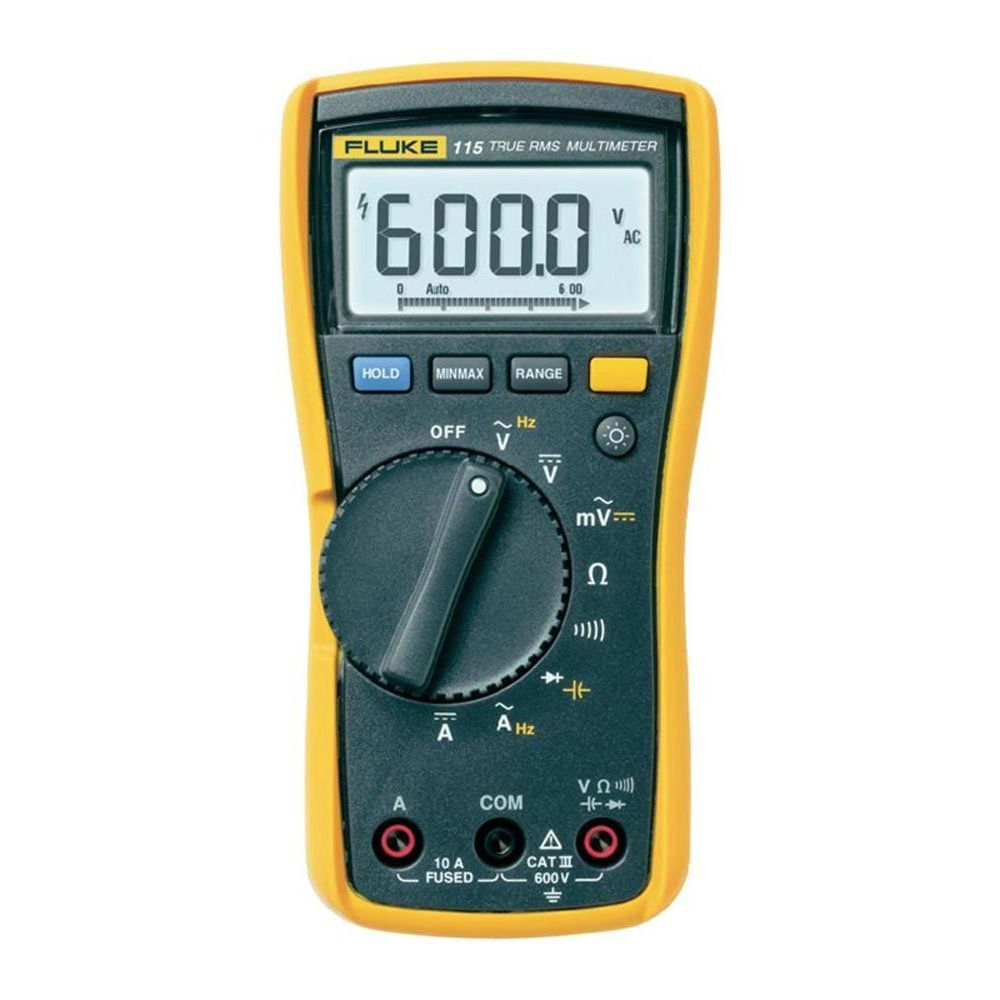 FLUKE 115 TRUE RMS MULTIMETER
600.0 V AC
0 Auto 6 00
HOLD MINMAX RANGE
OFF
V Hz
V
mV
Ω
A
A Hz
V Ω
A COM
10 A FUSED
CAT III 600 V